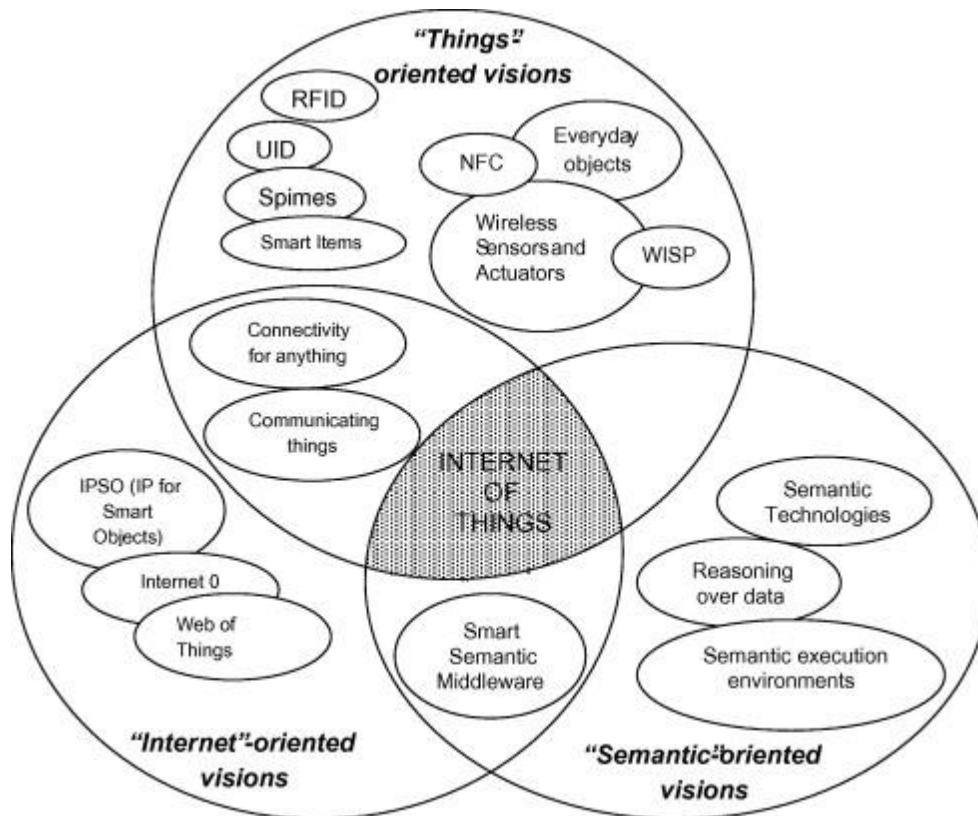 “Things”-
oriented visions
RFID
UID
Spimes
Smart Items
NFC
Everyday
objects
Wireless
Sensors and
Actuators
WISP
Connectivity
for anything
Communicating
things
INTERNET
OF
THINGS
IPSO (IP for
Smart
Objects)
Internet 0
Web of
Things
Semantic
Technologies
Reasoning
over data
Semantic execution
environments
Smart
Semantic
Middleware
“Internet”-oriented
visions
“Semantic”-oriented
visions